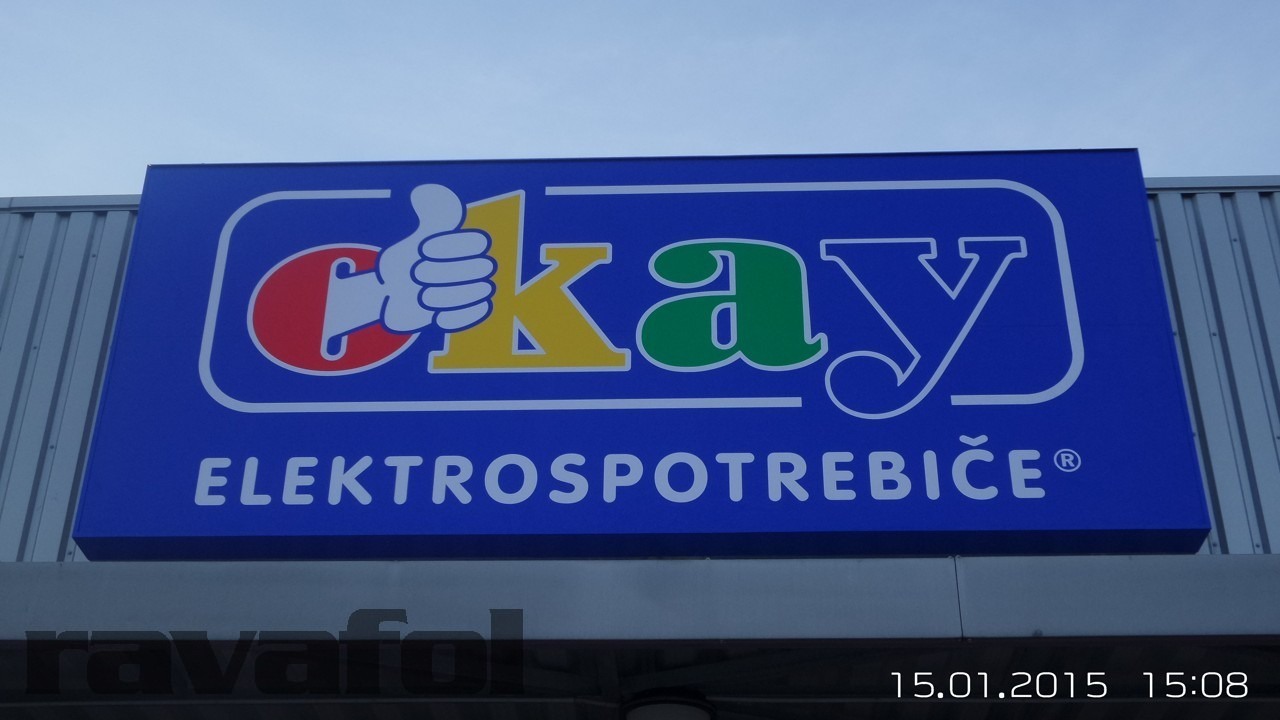 okay
ELEKTROSPOTREBIČE®
ravafol
15.01.2015 15:08